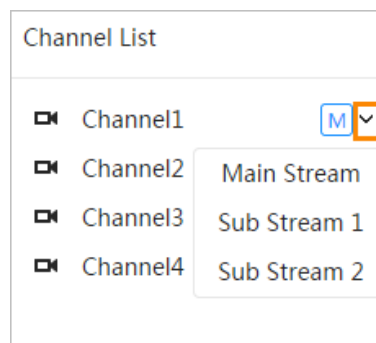 Channel List
Channel1 M
Channel2 Main Stream
Channel3 Sub Stream 1
Channel4 Sub Stream 2